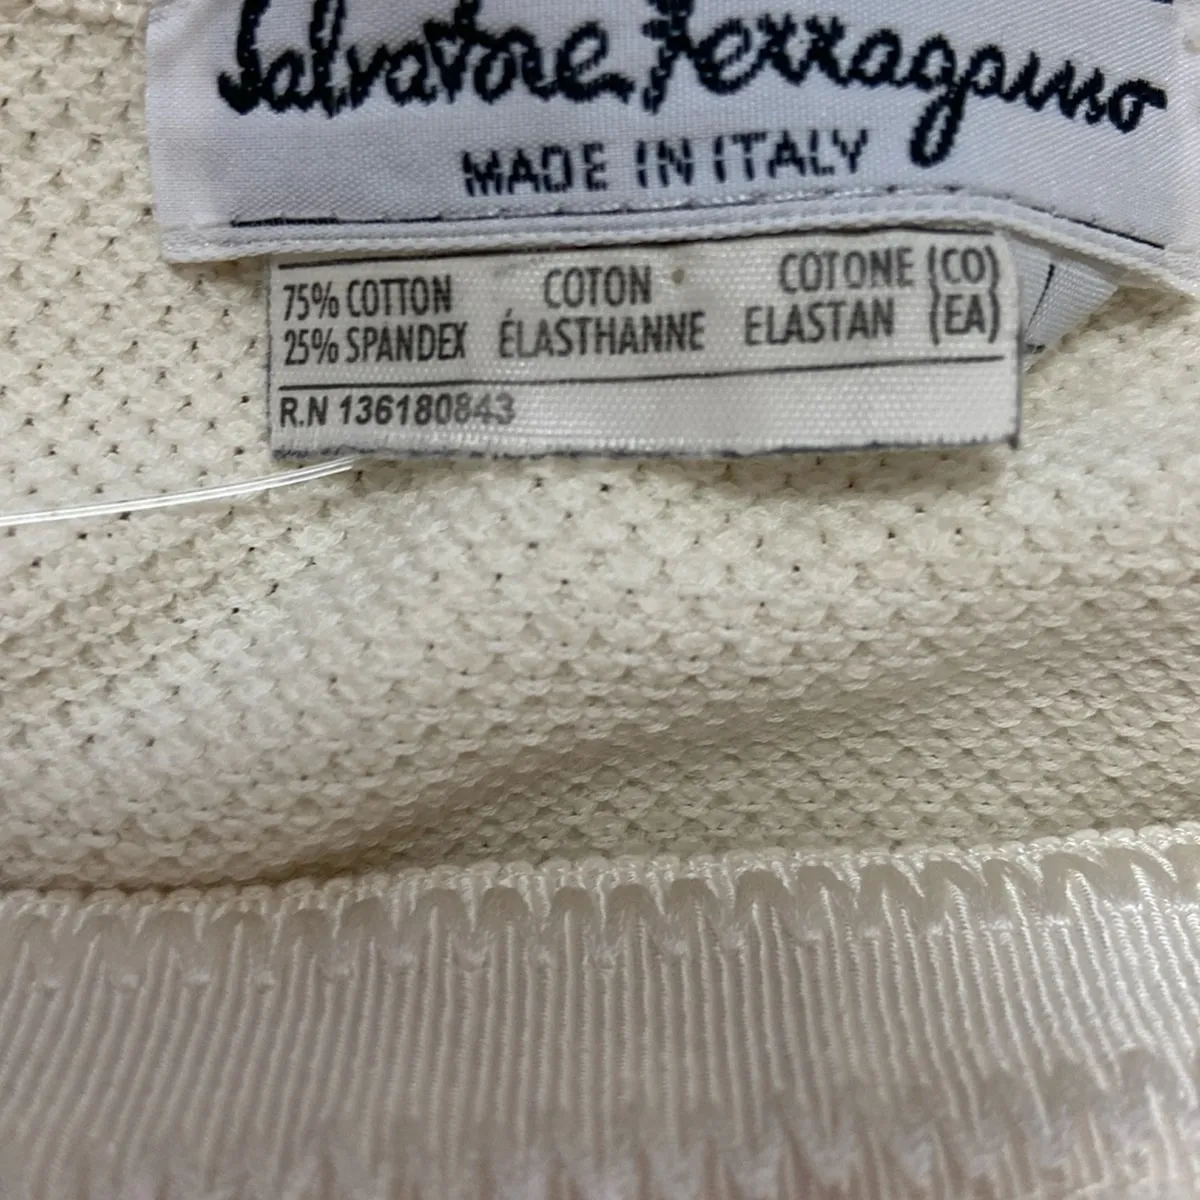 Salvatore Ferragamo
MADE IN ITALY
75% COTTON COTON COTONE (CO)
25% SPANDEX ÉLASTHANNE ELASTAN (EA)
R.N 136180843